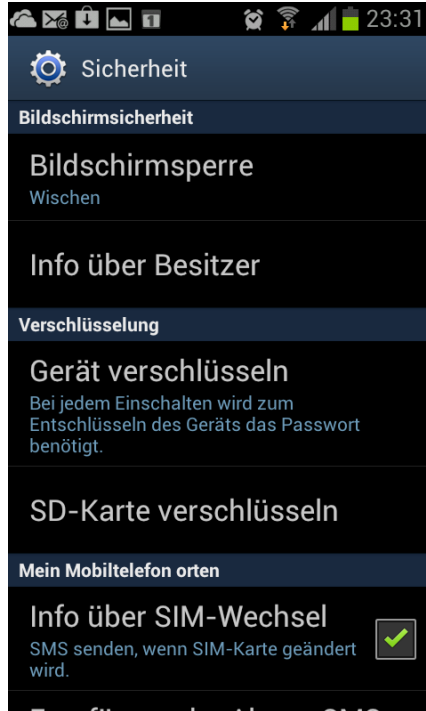 1 23:31
Sicherheit
Bildschirmsicherheit
Bildschirmsperre
Wischen
Info über Besitzer
Verschlüsselung
Gerät verschlüsseln
Bei jedem Einschalten wird zum
Entschlüsseln des Geräts das Passwort
benötigt.
SD-Karte verschlüsseln
Mein Mobiltelefon orten
Info über SIM-Wechsel
SMS senden, wenn SIM-Karte geändert
wird.